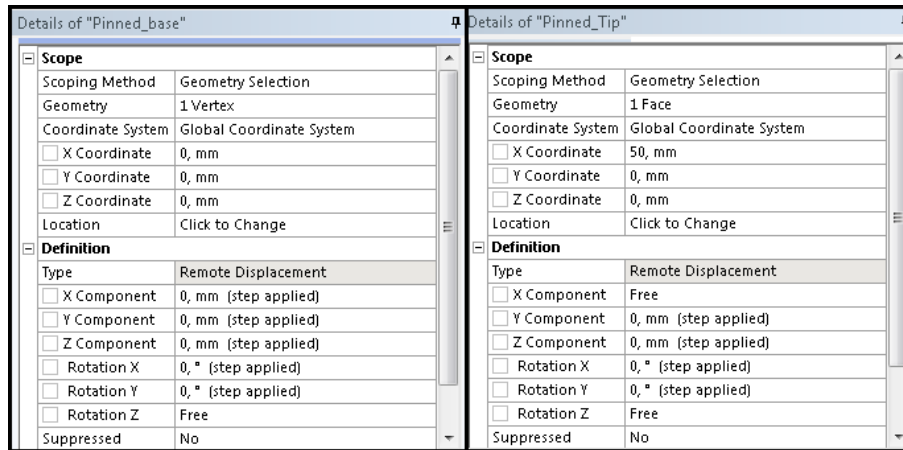 Details of "Pinned_base"
Scope
Scoping Method Geometry Selection
Geometry 1 Vertex
Coordinate System Global Coordinate System
X Coordinate 0, mm
Y Coordinate 0, mm
Z Coordinate 0, mm
Location Click to Change
Definition
Type Remote Displacement
X Component 0, mm (step applied)
Y Component 0, mm (step applied)
Z Component 0, mm (step applied)
Rotation X 0, ° (step applied)
Rotation Y 0, ° (step applied)
Rotation Z Free
Suppressed No
Details of "Pinned_Tip"
Scope
Scoping Method Geometry Selection
Geometry 1 Face
Coordinate System Global Coordinate System
X Coordinate 50, mm
Y Coordinate 0, mm
Z Coordinate 0, mm
Location Click to Change
Definition
Type Remote Displacement
X Component Free
Y Component 0, mm (step applied)
Z Component 0, mm (step applied)
Rotation X 0, ° (step applied)
Rotation Y 0, ° (step applied)
Rotation Z Free
Suppressed No